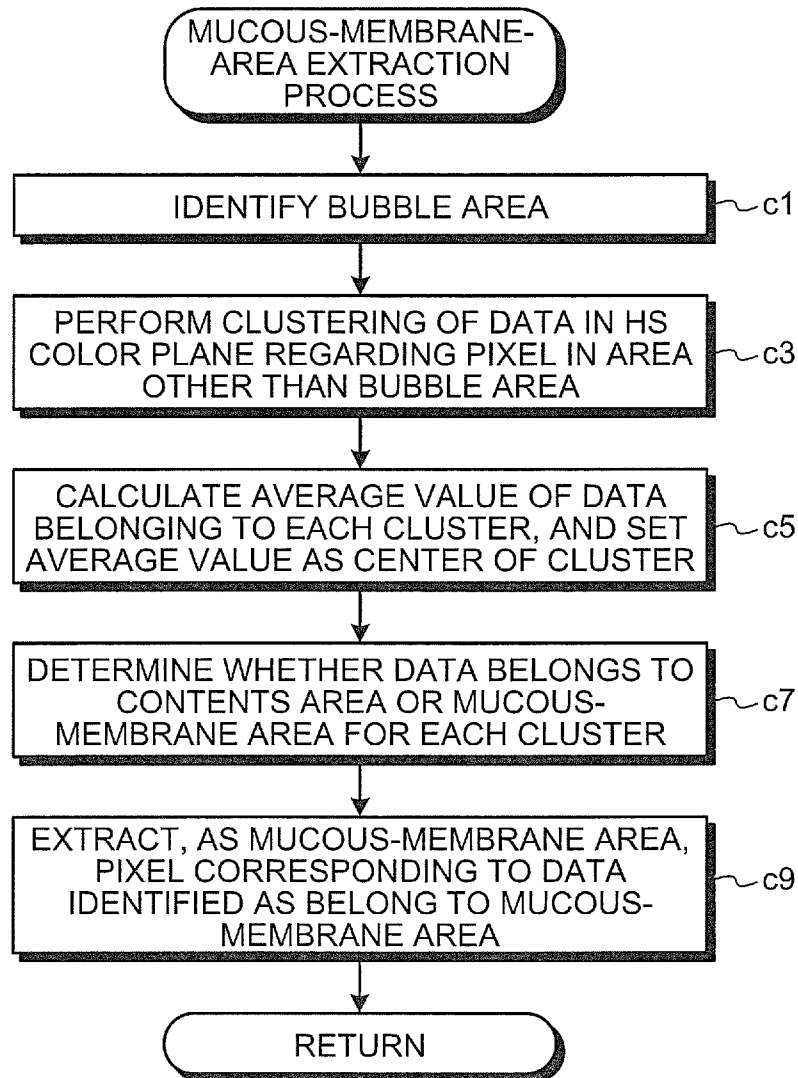 MUCOUS-MEMBRANE-
AREA EXTRACTION
PROCESS
IDENTIFY BUBBLE AREA
c1
PERFORM CLUSTERING OF DATA IN HS
COLOR PLANE REGARDING PIXEL IN AREA
OTHER THAN BUBBLE AREA
c3
CALCULATE AVERAGE VALUE OF DATA
BELONGING TO EACH CLUSTER, AND SET
AVERAGE VALUE AS CENTER OF CLUSTER
c5
DETERMINE WHETHER DATA BELONGS TO
CONTENTS AREA OR MUCOUS-
MEMBRANE AREA FOR EACH CLUSTER
c7
EXTRACT, AS MUCOUS-MEMBRANE AREA,
PIXEL CORRESPONDING TO DATA
IDENTIFIED AS BELONG TO MUCOUS-
MEMBRANE AREA
c9
RETURN